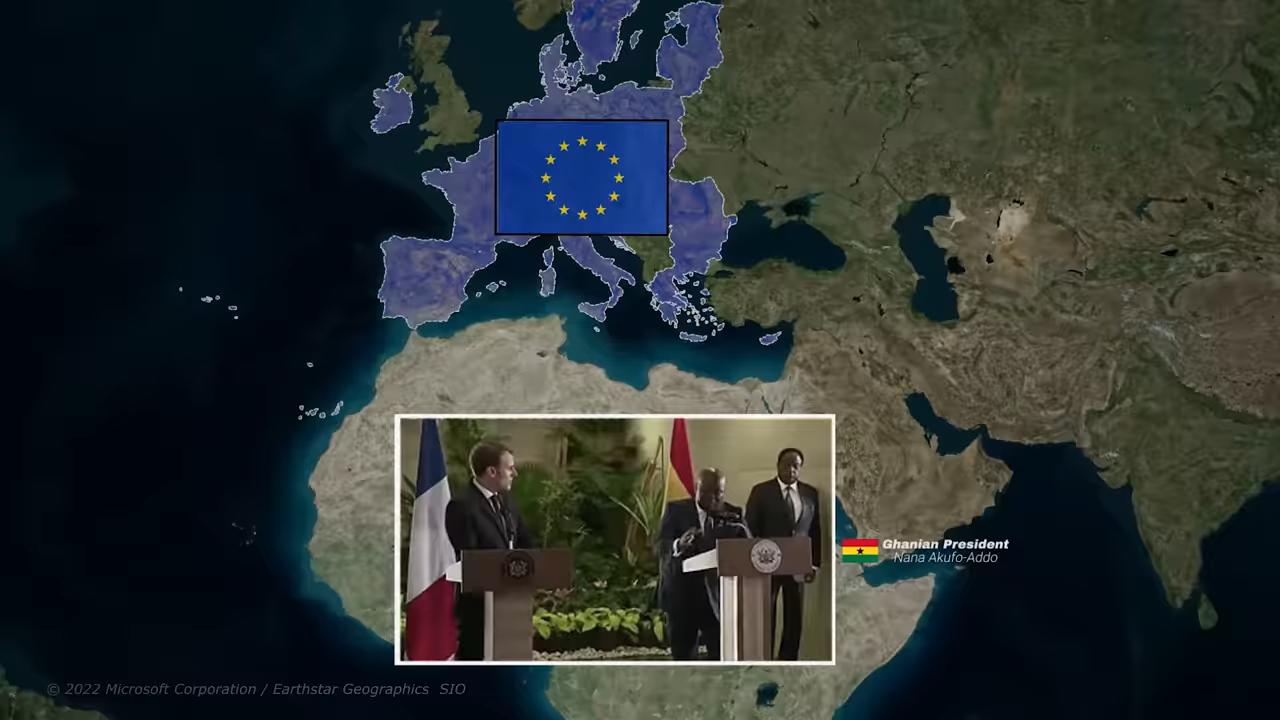 Ghanian President
Nana Akufo-Addo
© 2022 Microsoft Corporation / Earthstar Geographics SIO